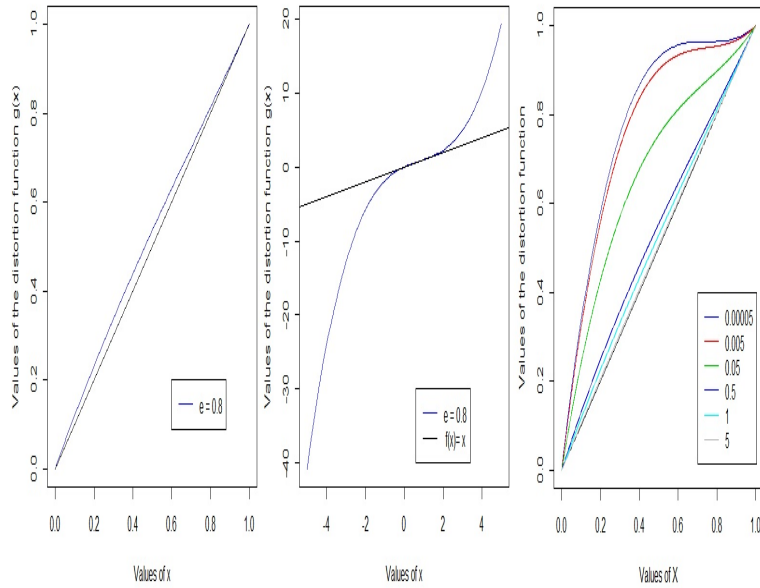 Values of the distortion function g(x)
1.0
0.8
0.6
0.4
0.2
0.0
e = 0.8
0.0 0.2 0.4 0.6 0.8 1.0
Values of x
Values of the distortion function g(x)
20
10
0
-10
-20
-30
-40
e = 0.8
f(x)= x
-4 -2 0 2 4
Values of x
Values of the distortion function
1.0
0.8
0.6
0.4
0.2
0.0
0.00005
0.005
0.05
0.5
1
5
0.0 0.2 0.4 0.6 0.8 1.0
Values of X